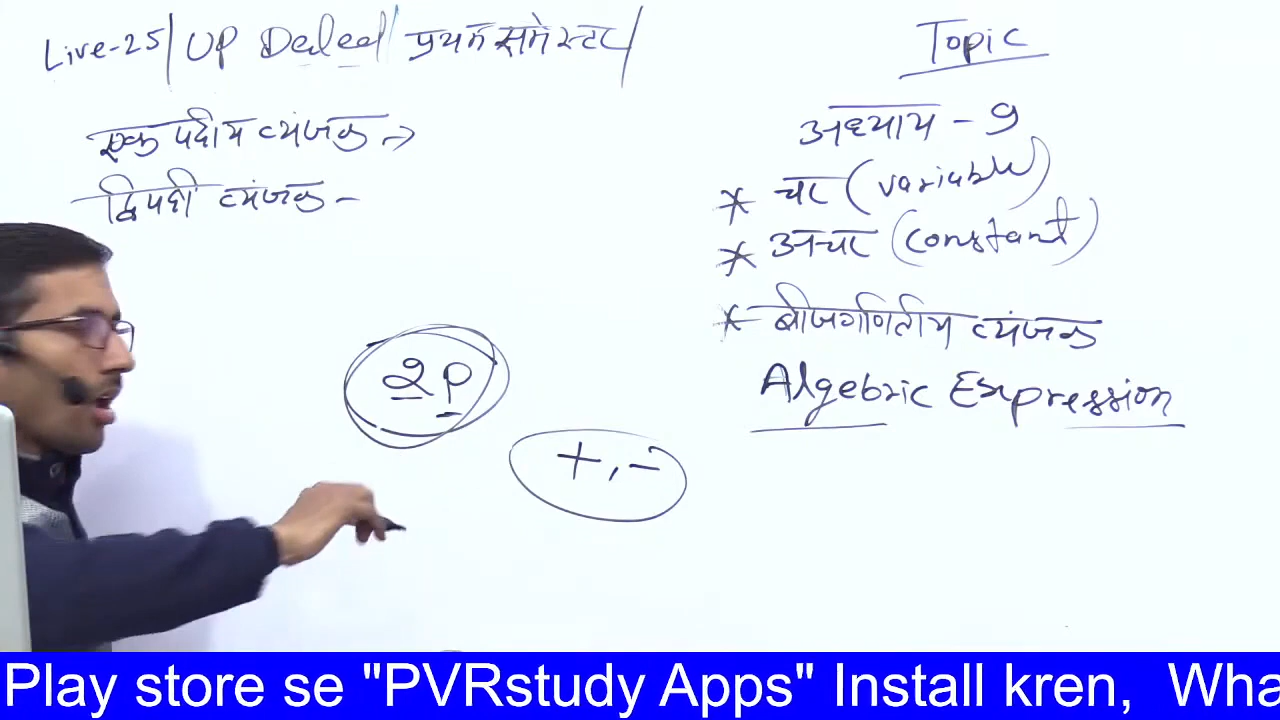 Live-25/ UP Deled/ प्रथम समेस्टर/
एक पदीय व्यंजक →
द्विपदी व्यंजक -
2P
+, -
Topic
अध्याय - 9
* चर (variable)
* अचर (constant)
* बीजगणितीय व्यंजक
Algebric Expression
Play store se "PVRstudy Apps" Install kren, Wha